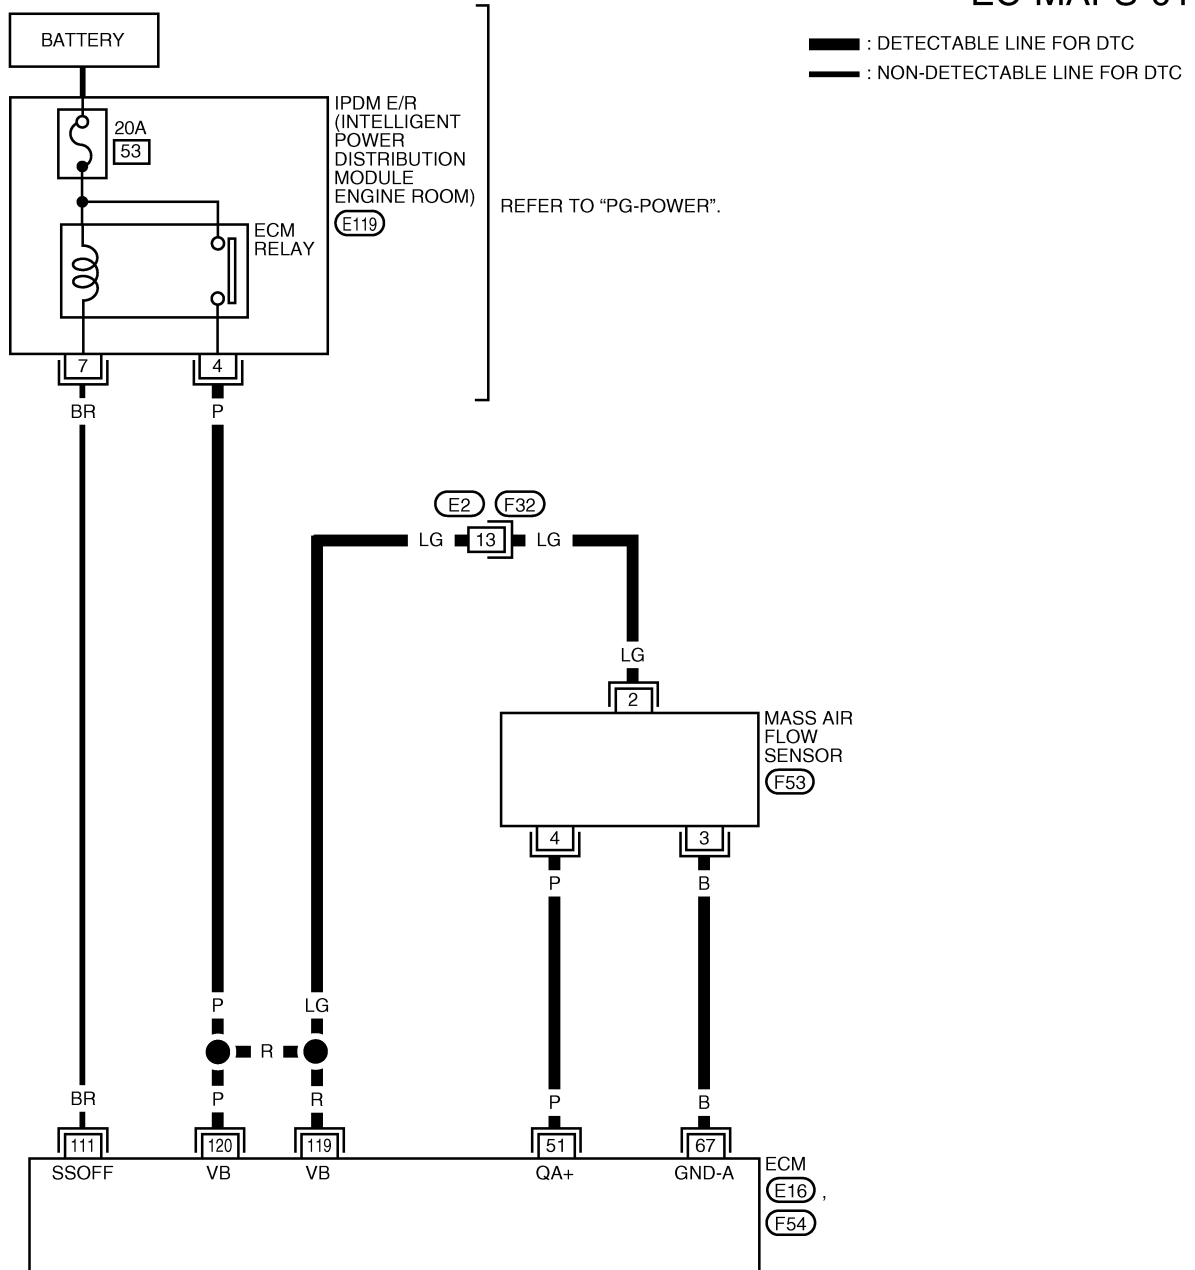 BATTERY
: DETECTABLE LINE FOR DTC
: NON-DETECTABLE LINE FOR DTC
20A
53
IPDM E/R
(INTELLIGENT
POWER
DISTRIBUTION
MODULE
ENGINE ROOM)
E119
REFER TO “PG-POWER”.
ECM
RELAY
7
4
BR
P
E2
F32
LG
13
LG
LG
2
MASS AIR
FLOW
SENSOR
F53
4
3
P
B
P
LG
R
BR
P
R
P
B
111
120
119
51
67
SSOFF
VB
VB
QA+
GND-A
ECM
E16 ,
F54